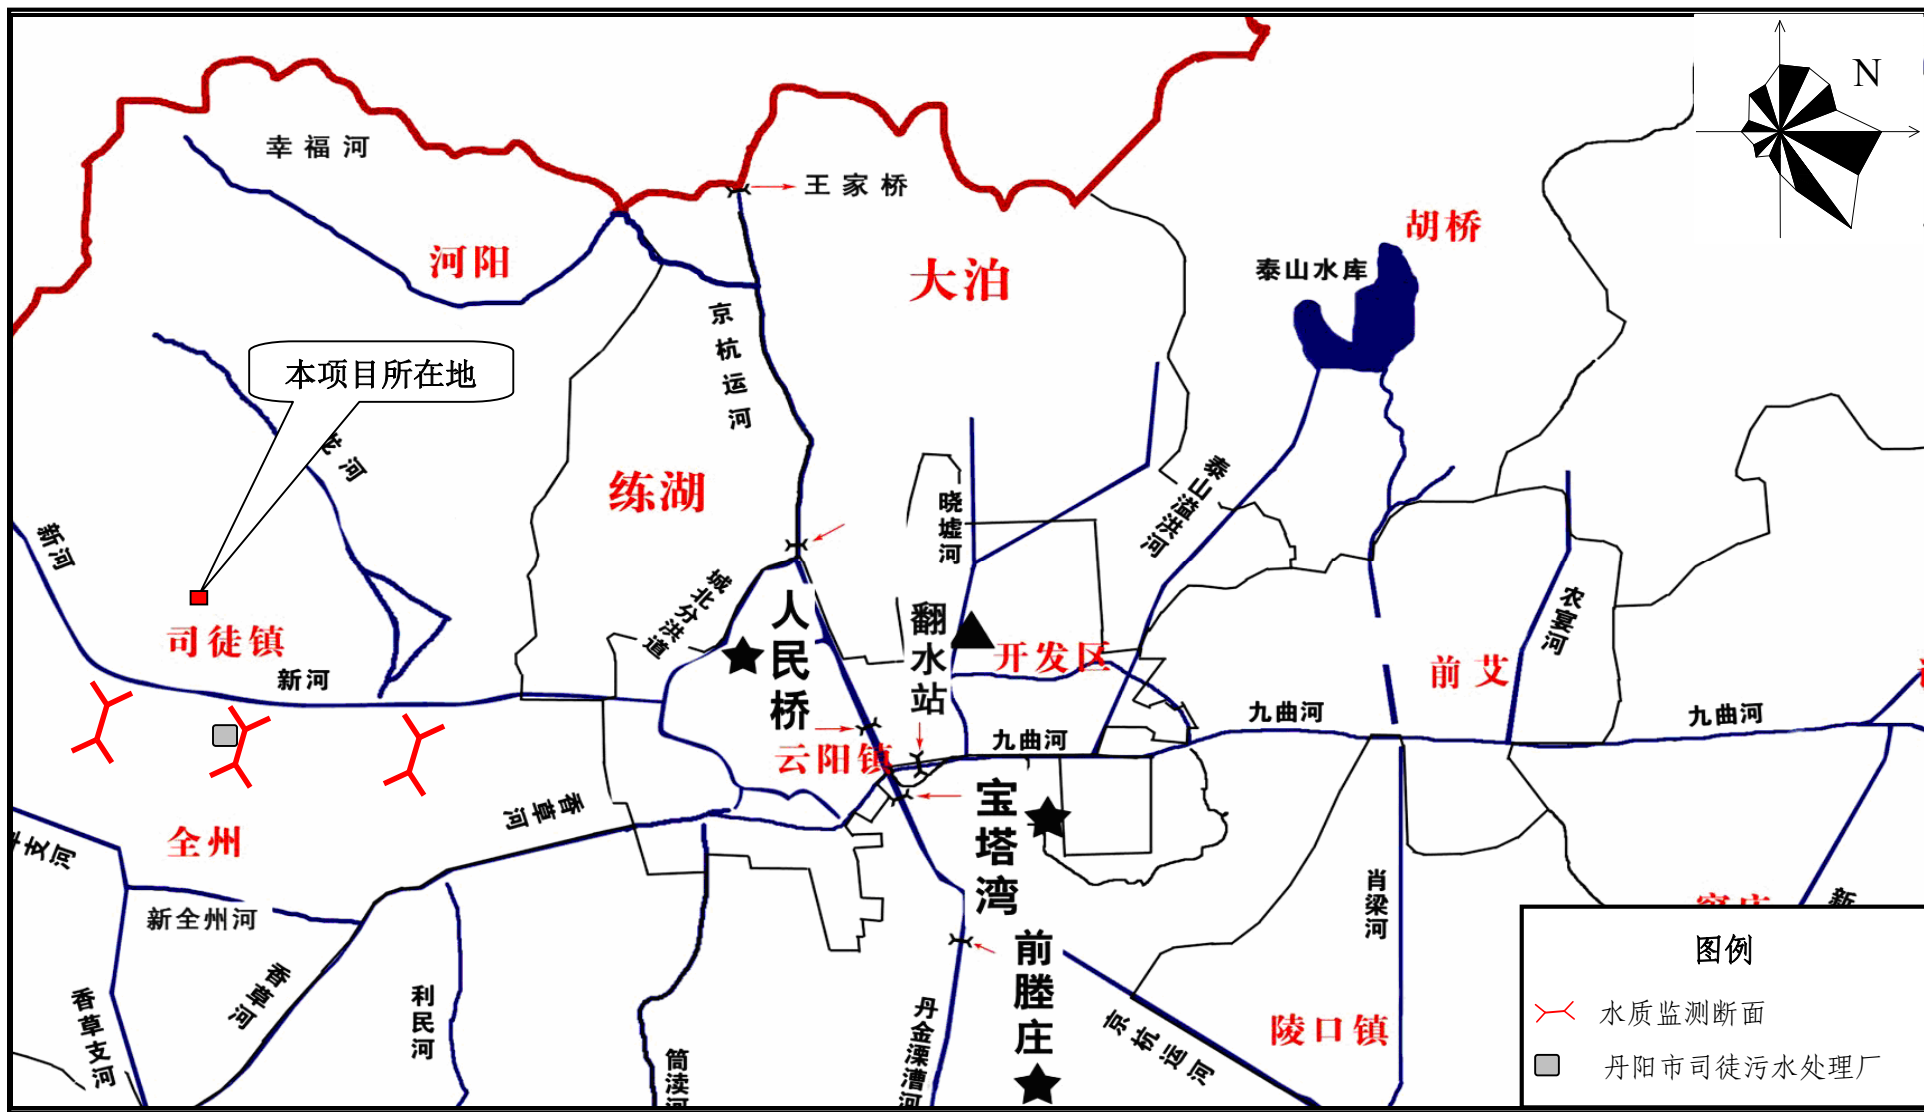 N
幸福河
王家桥
胡桥
河阳
大泊
泰山水库
京杭运河
本项目所在地
龙河
练湖
泰山溢洪河
晓墟河
新河
城北分洪道
人民桥
翻水站
农宴河
司徒镇
开发区
前艾
新河
九曲河
九曲河
九曲河
云阳镇
宝塔湾
香草河
全州
支河
肖梁河
新
新全州河
前塍庄
图例
香草河
香草支河
利民河
丹金溧漕河
京杭运河
陵口镇
水质监测断面
筒渎河
丹阳市司徒污水处理厂